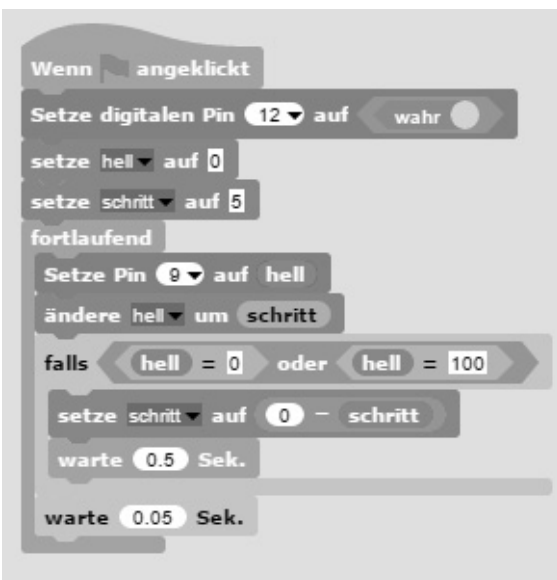 Wenn angeklickt
Setze digitalen Pin 12 auf wahr
setze hell auf 0
setze schritt auf 5
fortlaufend
Setze Pin 9 auf hell
ändere hell um schritt
falls hell = 0 oder hell = 100
setze schritt auf 0 - schritt
warte 0.5 Sek.
warte 0.05 Sek.